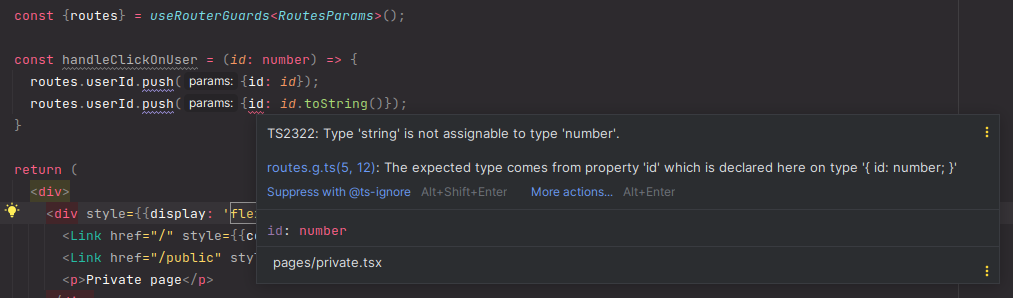 const {routes} = useRouterGuards<RoutesParams>();
const handleClickOnUser = (id: number) => {
routes.userId.push( params: {id: id});
routes.userId.push( params: {id: id.toString()});
}
TS2322: Type 'string' is not assignable to type 'number'.
routes.g.ts(5, 12): The expected type comes from property 'id' which is declared here on type '{ id: number; }'
Suppress with @ts-ignore Alt+Shift+Enter More actions... Alt+Enter
id: number
pages/private.tsx
return (
<div>
<div style={{display: 'fle
<Link href="/" style={{co
<Link href="/public" styl
<p>Private page</p>
</div>